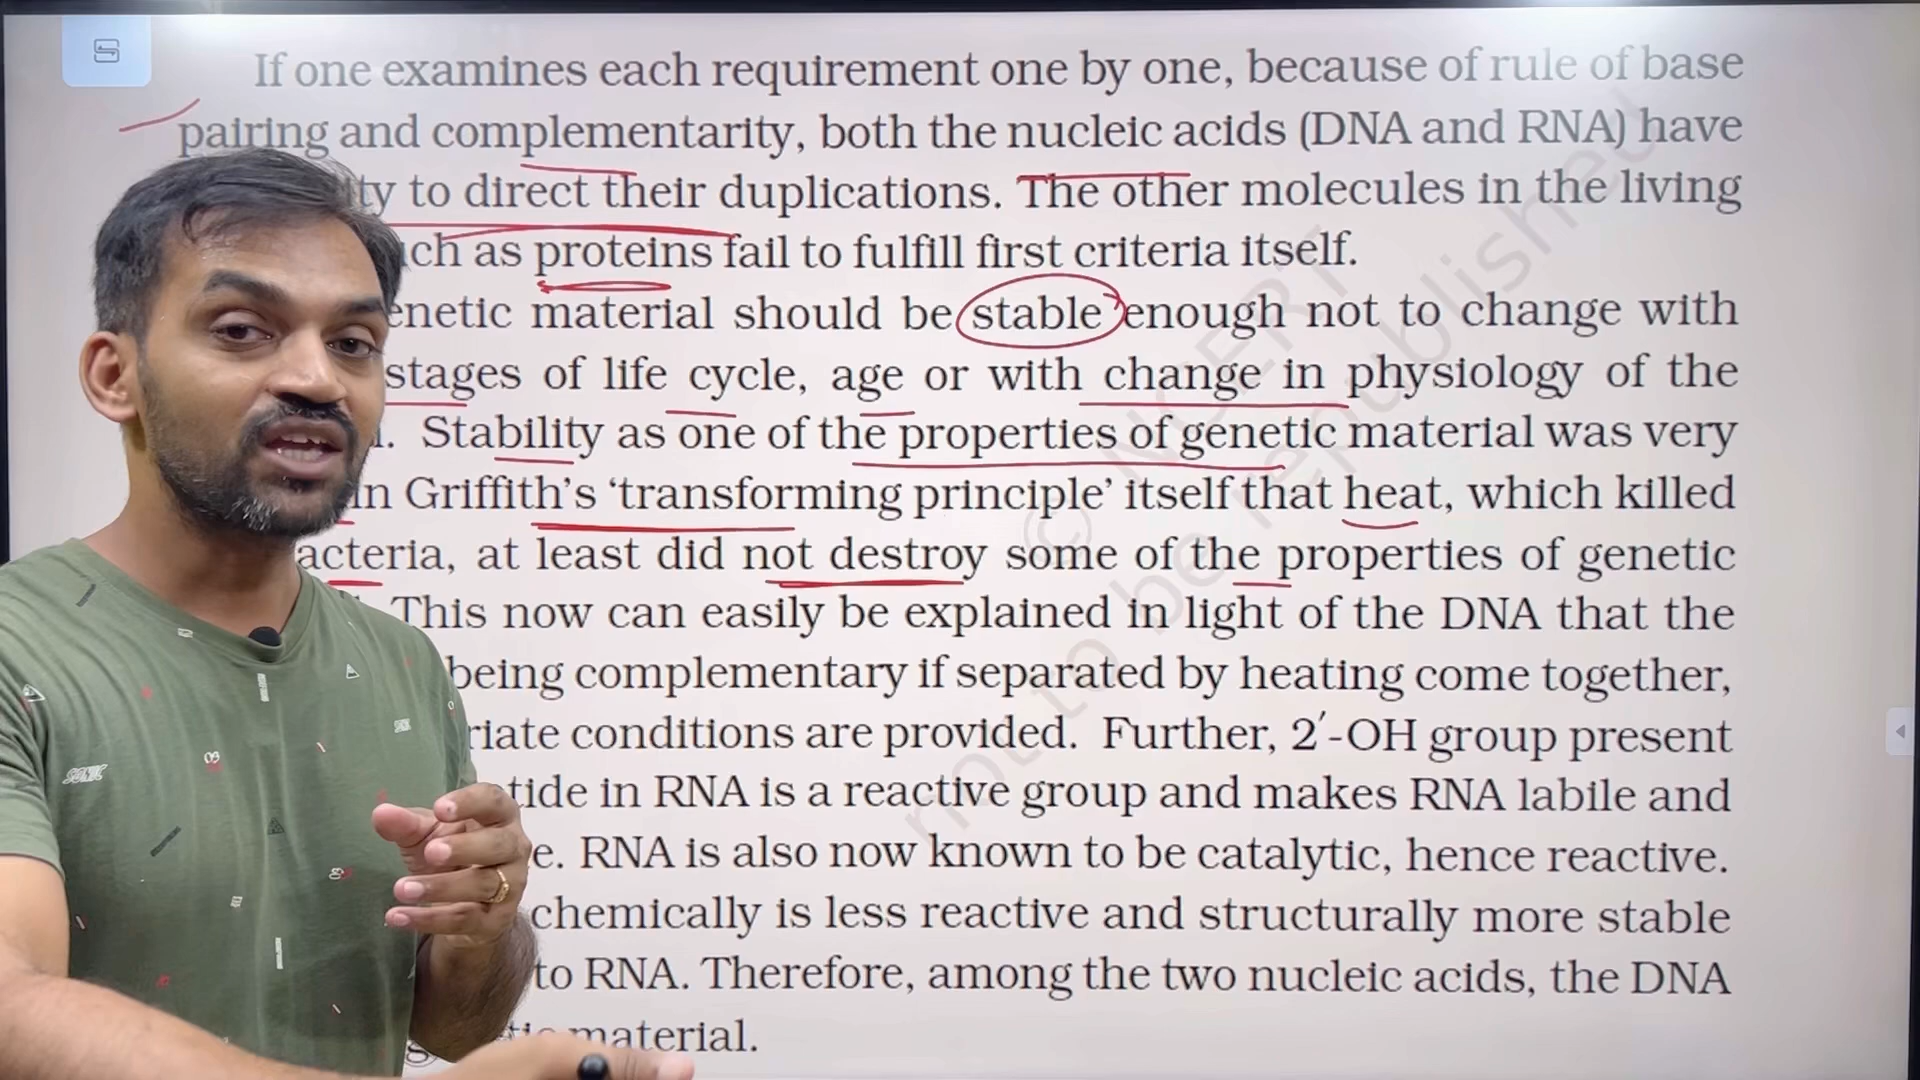 If one examines each requirement one by one, because of rule of base
pairing and complementarity, both the nucleic acids (DNA and RNA) have
to direct their duplications. The other molecules in the living
as proteins fail to fulfill first criteria itself.
material should be stable enough not to change with
stages of life cycle, age or with change in physiology of the
Stability as one of the properties of genetic material was very
in Griffith's 'transforming principle' itself that heat, which killed
at least did not destroy some of the properties of genetic
This now can easily be explained in light of the DNA that the
being complementary if separated by heating come together,
conditions are provided. Further, 2′-OH group present
in RNA is a reactive group and makes RNA labile and
RNA is also now known to be catalytic, hence reactive.
chemically is less reactive and structurally more stable
to RNA. Therefore, among the two nucleic acids, the DNA
material.
© NCERT
not to be republished
SONIC